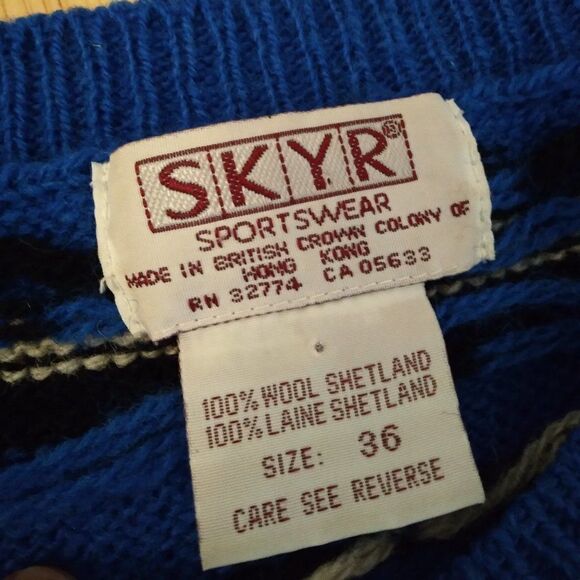 SKYR®
SPORTSWEAR
MADE IN BRITISH CROWN COLONY OF
HONG KONG
RN 32774 CA 05633
100% WOOL SHETLAND
100% LAINE SHETLAND
SIZE: 36
CARE SEE REVERSE